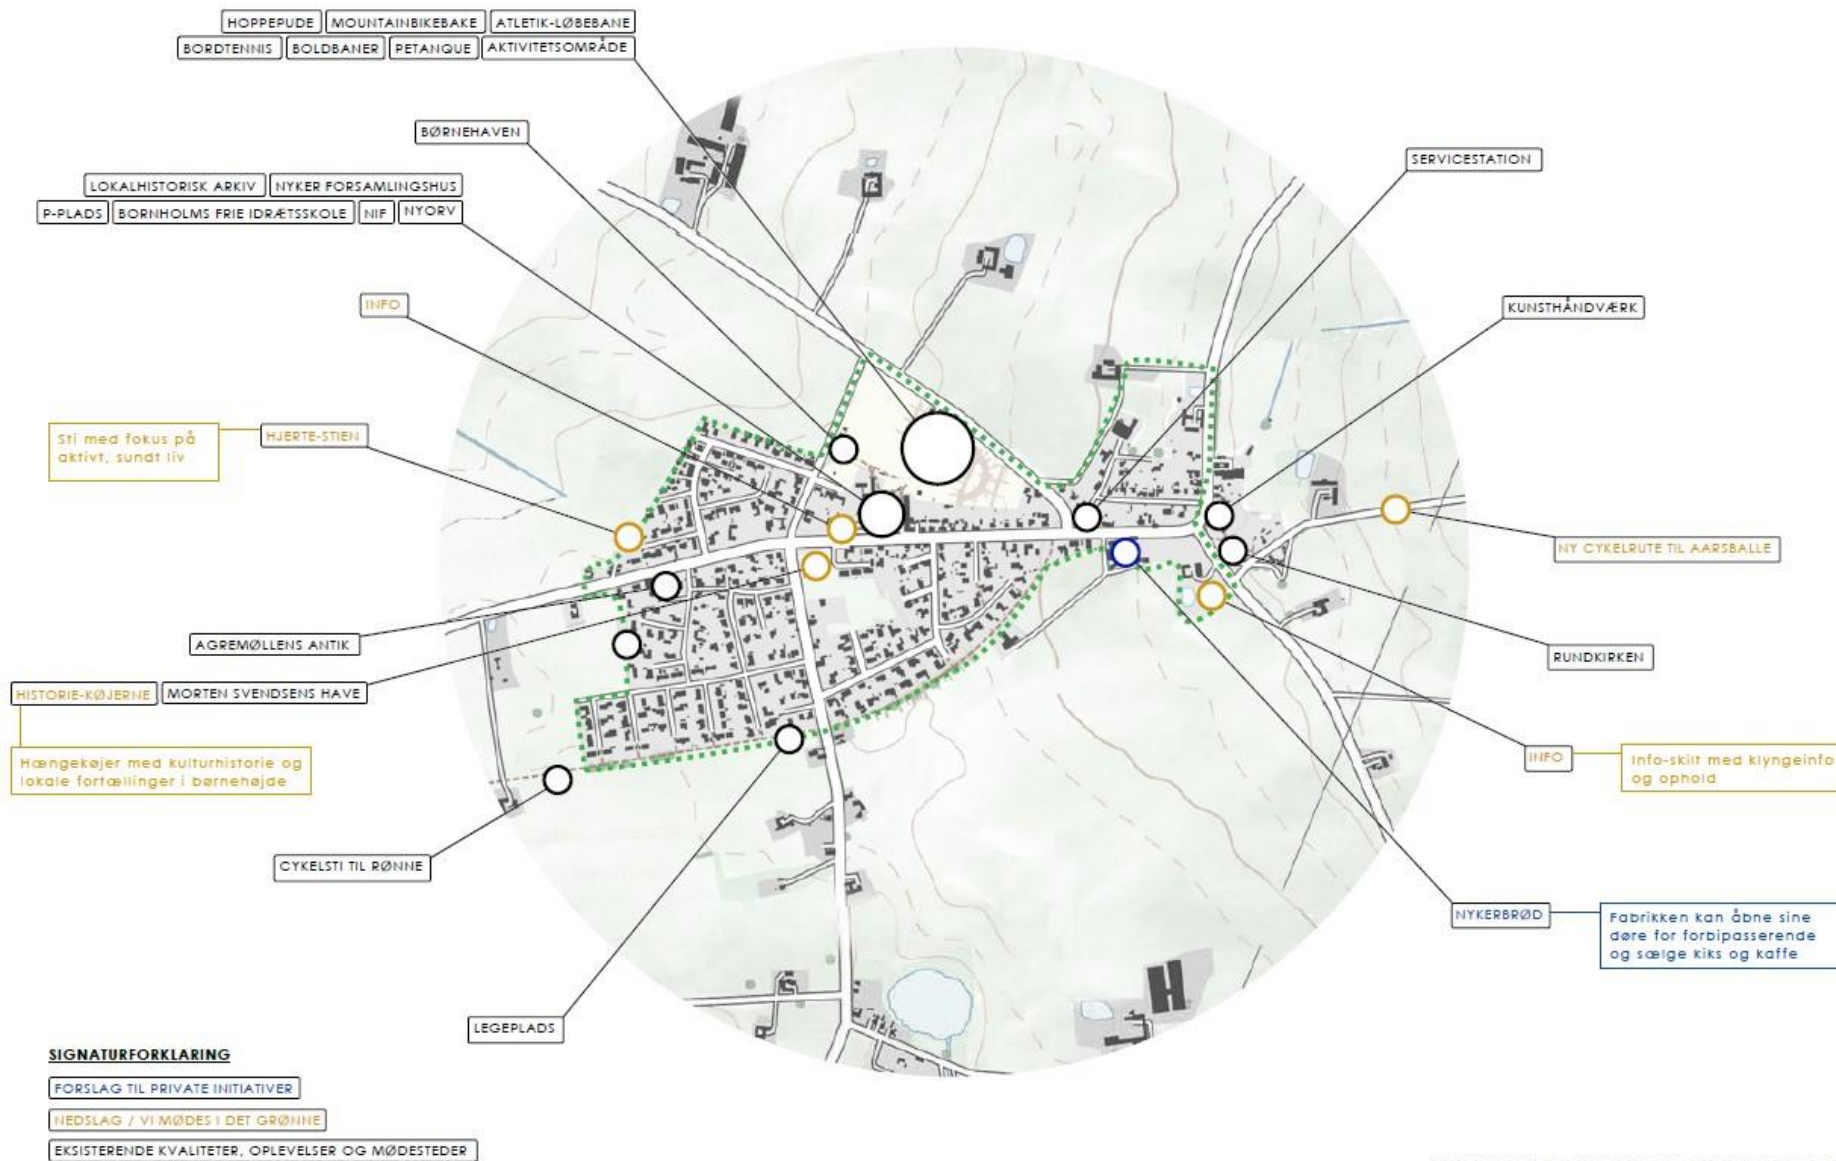 HOPPEPUDE MOUNTAINBIKEBAKE ATLETIK-LØBEBANE
BORDTENNIS BOLDBANER PETANQUE AKTIVITETSOMRÅDE
BØRNEHAVEN
SERVICESTATION
LOKALHISTORISK ARKIV NYKER FORSAMLINGSHUS
P-PLADS BORNHOLMS FRIE IDRÆTSSKOLE NIF NYORV
INFO
KUNSTHÅNDVÆRK
Sti med fokus på
aktivt, sundt liv
HJERTE-STIEN
NY CYKELRUTE TIL AARSBALLE
AGREMØLLENS ANTIK
RUNDKIRKEN
HISTORIE-KØJERNE MORTEN SVENDSENS HAVE
Hængekøjer med kulturhistorie og
lokale fortællinger i børnehøjde
INFO
Info-skilt med klyngeinfo
og ophold
CYKELSTI TIL RØNNE
NYKERBRØD
Fabrikken kan åbne sine
døre for forbipasserende
og sælge kiks og kaffe
LEGEPLADS
SIGNATURFORKLARING
FORSLAG TIL PRIVATE INITIATIVER
NEDSLAG / VI MØDES I DET GRØNNE
EKSISTERENDE KVALITETER, OPLEVELSER OG MØDESTEDER